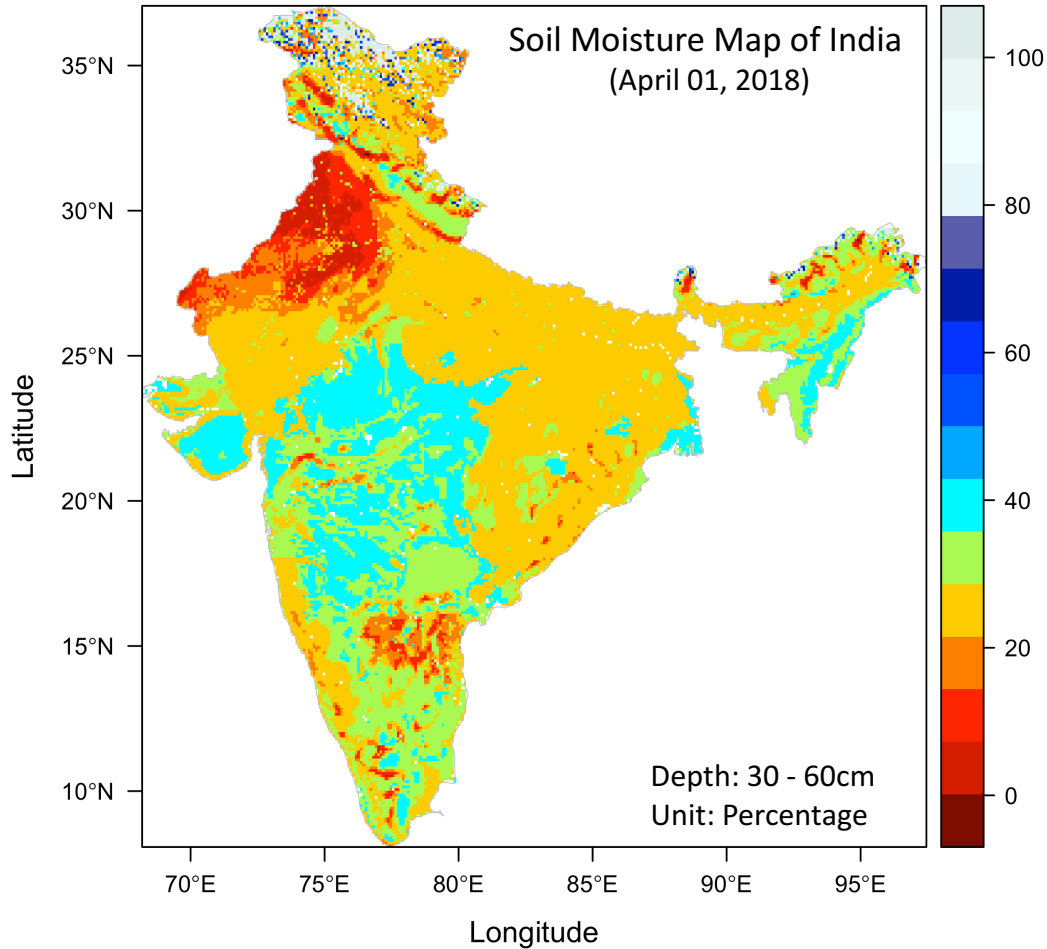 Soil Moisture Map of India
(April 01, 2018)
35°N
30°N
25°N
20°N
15°N
10°N
Latitude
Depth: 30 - 60cm
Unit: Percentage
70°E
75°E
80°E
85°E
90°E
95°E
Longitude
100
80
60
40
20
0